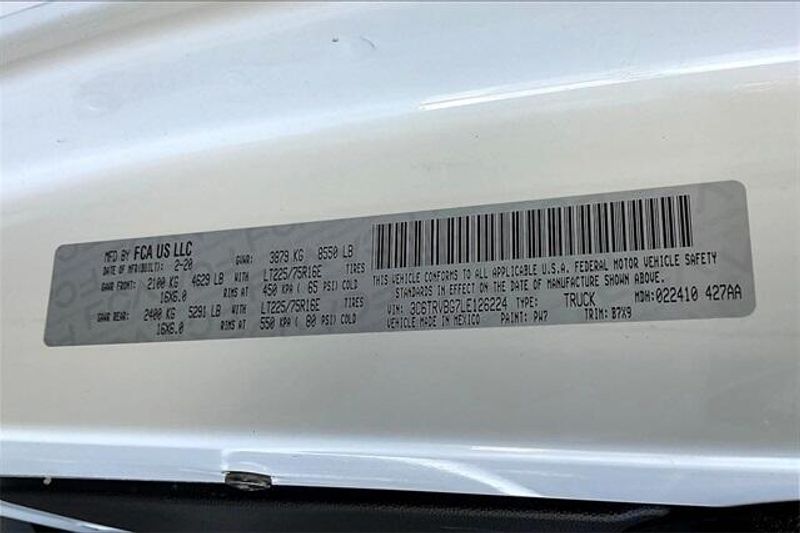 MFD BY FCA US LLC
DATE OF MFR(BUILT): 2-20 GVWR: 3879 KG 8550 LB
GAWR FRONT: 2100 KG 4629 LB WITH LT225/75R16E TIRES
16X6.0 RIMS AT 450 KPA ( 65 PSI) COLD
GAWR REAR: 2400 KG 5291 LB WITH LT225/75R16E TIRES
16X6.0 RIMS AT 550 KPA ( 80 PSI) COLD
THIS VEHICLE CONFORMS TO ALL APPLICABLE U.S.A. FEDERAL MOTOR VEHICLE SAFETY
STANDARDS IN EFFECT ON THE DATE OF MANUFACTURE SHOWN ABOVE.
VIN: 3C6TRVBG7LE126224 TYPE: TRUCK MDH:022410 427AA
MADE IN MEXICO PAINT: PW7 TRIM: B7X9